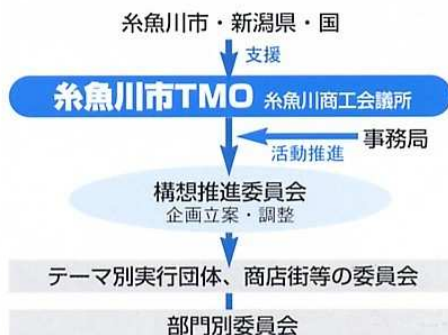 糸魚川市・新潟県・国
支援
糸魚川市TMO 糸魚川商工会議所
事務局
活動推進
構想推進委員会
企画立案・調整
テーマ別実行団体、商店街等の委員会
部門別委員会